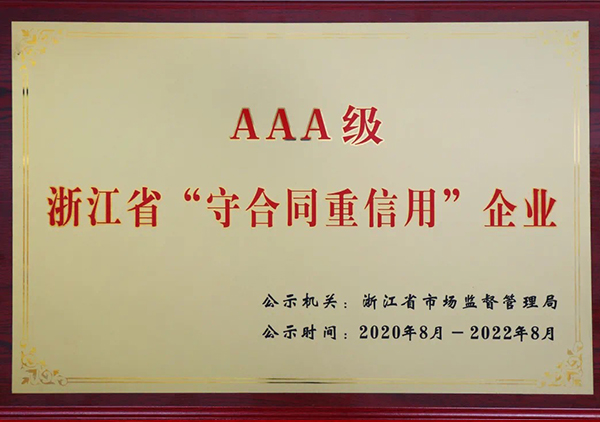 AAA级
浙江省“守合同重信用”企业
公示机关：浙江省市场监督管理局
公示时间：2020年8月－2022年8月